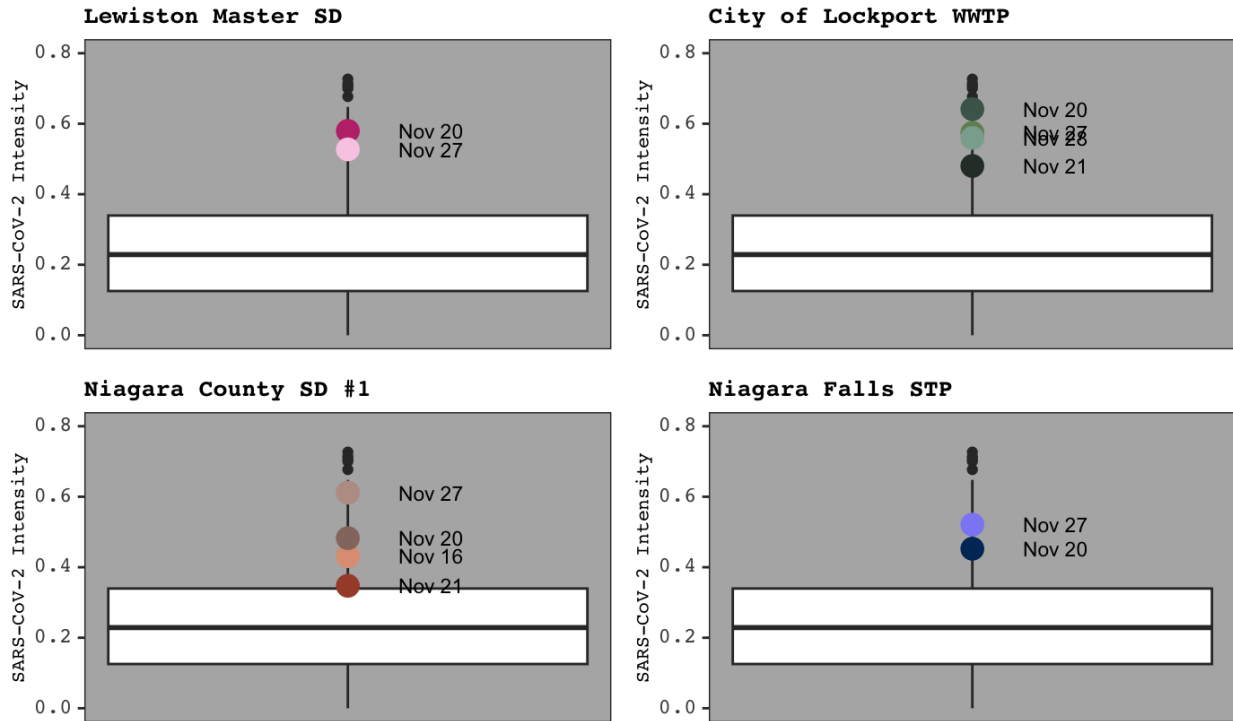 Lewiston Master SD
SARS-CoV-2 Intensity
0.8
0.6
0.4
0.2
0.0
Nov 20
Nov 27
City of Lockport WWTP
SARS-CoV-2 Intensity
0.8
0.6
0.4
0.2
0.0
Nov 20
Nov 27
Nov 28
Nov 21
Niagara County SD #1
SARS-CoV-2 Intensity
0.8
0.6
0.4
0.2
0.0
Nov 27
Nov 20
Nov 16
Nov 21
Niagara Falls STP
SARS-CoV-2 Intensity
0.8
0.6
0.4
0.2
0.0
Nov 27
Nov 20